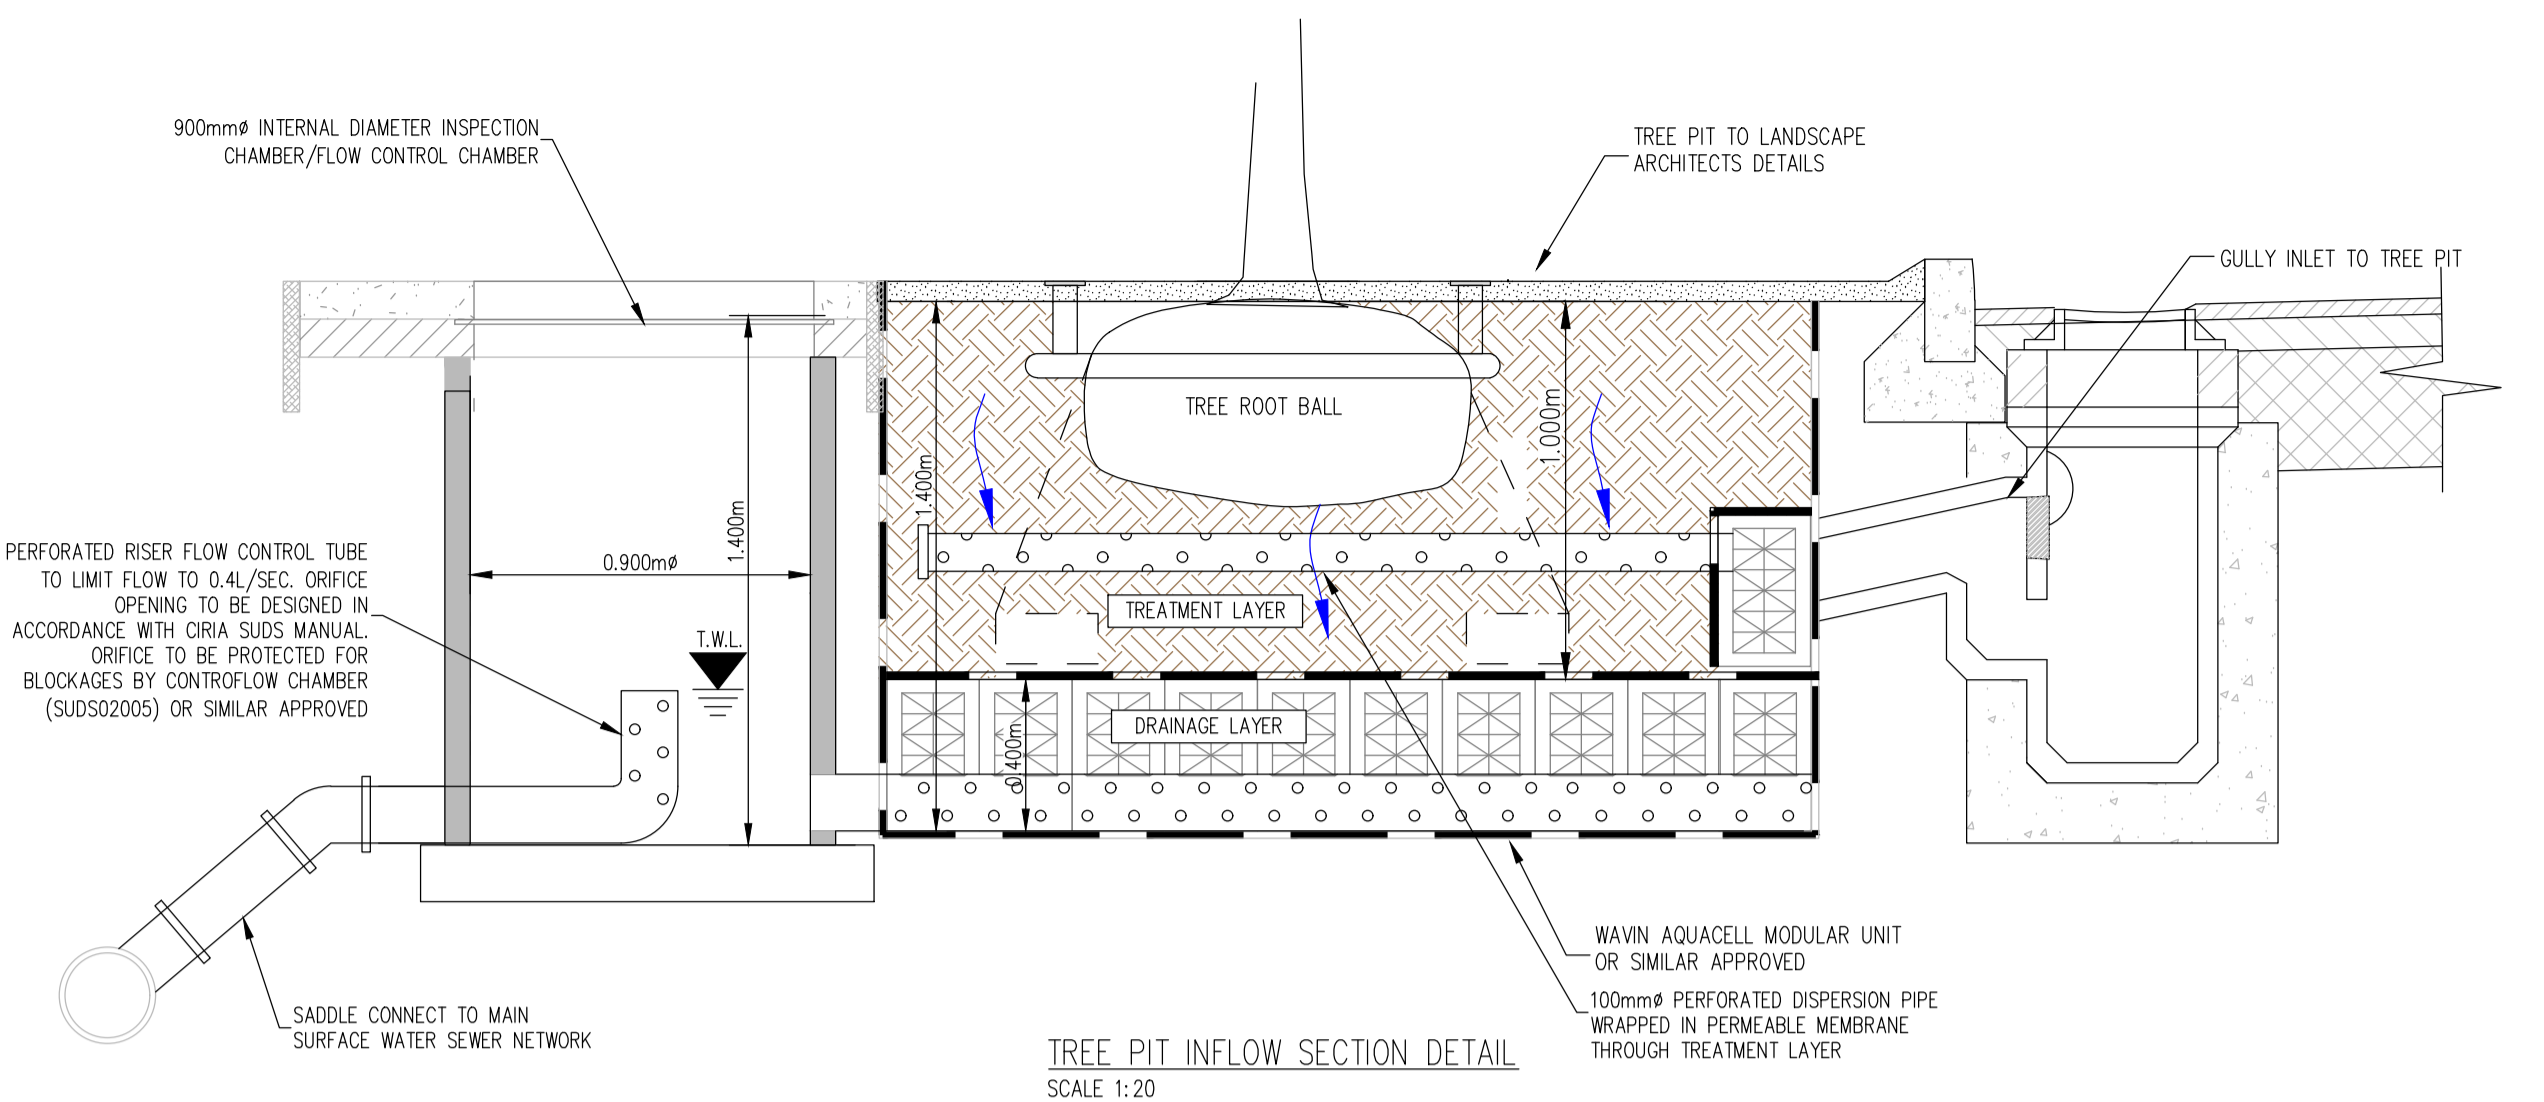 900mmø INTERNAL DIAMETER INSPECTION
CHAMBER/FLOW CONTROL CHAMBER
TREE PIT TO LANDSCAPE
ARCHITECTS DETAILS
GULLY INLET TO TREE PIT
TREE ROOT BALL
1.000m
1.400m
1.400m
0.900mø
PERFORATED RISER FLOW CONTROL TUBE
TO LIMIT FLOW TO 0.4L/SEC. ORIFICE
OPENING TO BE DESIGNED IN
ACCORDANCE WITH CIRIA SUDS MANUAL.
ORIFICE TO BE PROTECTED FOR
BLOCKAGES BY CONTROFLOW CHAMBER
(SUDS02005) OR SIMILAR APPROVED
T.W.L.
TREATMENT LAYER
DRAINAGE LAYER
0.400m
WAVIN AQUACELL MODULAR UNIT
OR SIMILAR APPROVED
100mmø PERFORATED DISPERSION PIPE
WRAPPED IN PERMEABLE MEMBRANE
THROUGH TREATMENT LAYER
SADDLE CONNECT TO MAIN
SURFACE WATER SEWER NETWORK
TREE PIT INFLOW SECTION DETAIL
SCALE 1:20